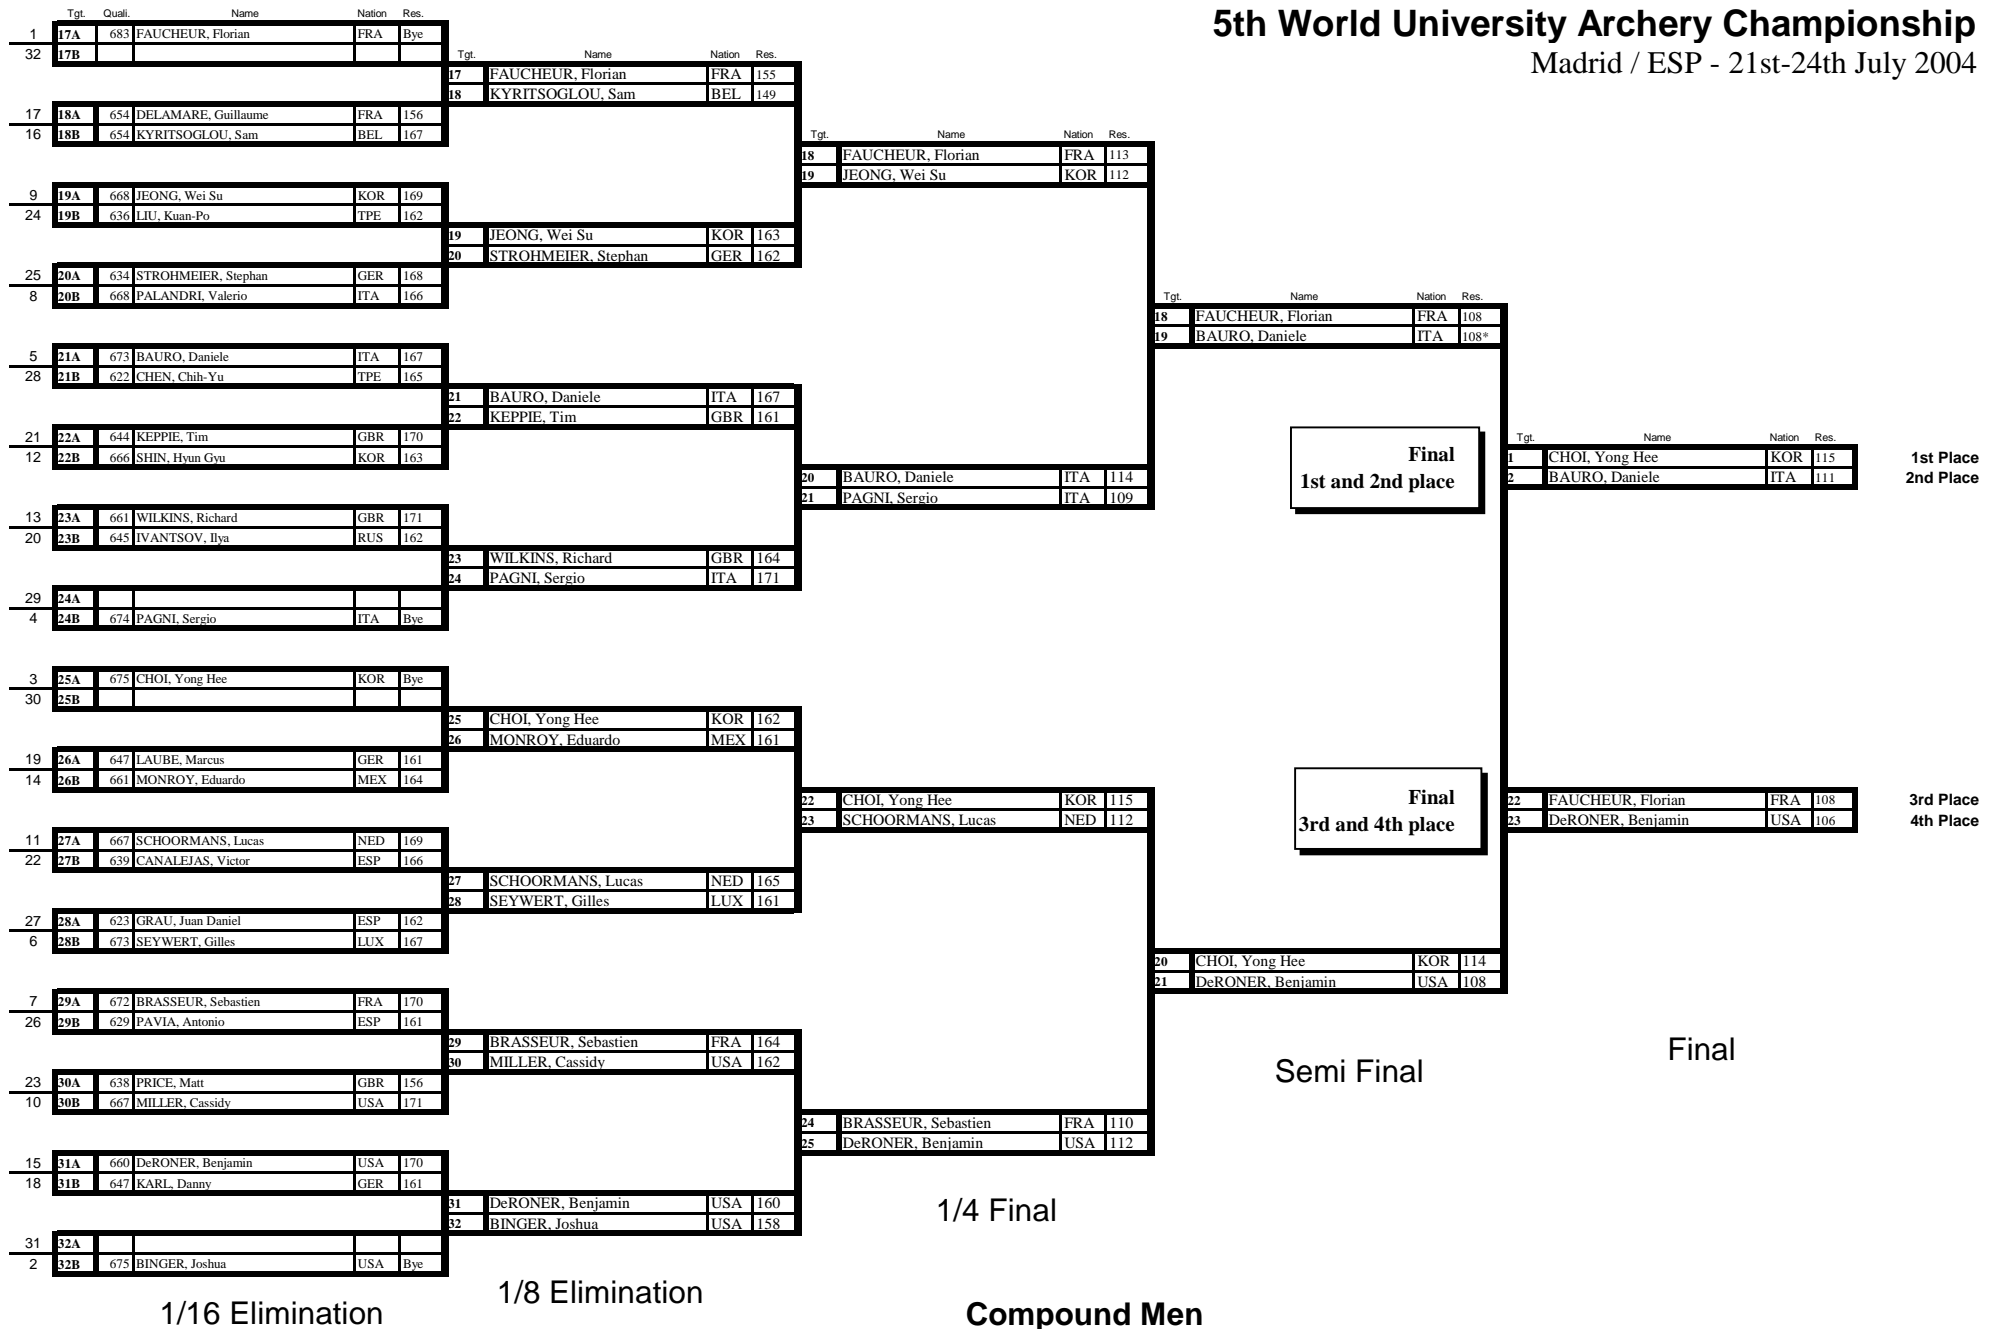 5th World University Archery Championship
Madrid / ESP - 21st-24th July 2004
Tgt. Quali. Name Nation Res.
1 17A 683 FAUCHEUR, Florian FRA Bye
32 17B
17 18A 654 DELAMARE, Guillaume FRA 156
16 18B 654 KYRITSOGLOU, Sam BEL 167
9 19A 668 JEONG, Wei Su KOR 169
24 19B 636 LIU, Kuan-Po TPE 162
25 20A 634 STROHMEIER, Stephan GER 168
8 20B 668 PALANDRI, Valerio ITA 166
5 21A 673 BAURO, Daniele ITA 167
28 21B 622 CHEN, Chih-Yu TPE 165
21 22A 644 KEPPIE, Tim GBR 170
12 22B 666 SHIN, Hyun Gyu KOR 163
13 23A 661 WILKINS, Richard GBR 171
20 23B 645 IVANTSOV, Ilya RUS 162
29 24A
4 24B 674 PAGNI, Sergio ITA Bye
3 25A 675 CHOI, Yong Hee KOR Bye
30 25B
19 26A 647 LAUBE, Marcus GER 161
14 26B 661 MONROY, Eduardo MEX 164
11 27A 667 SCHOORMANS, Lucas NED 169
22 27B 639 CANALEJAS, Victor ESP 166
27 28A 623 GRAU, Juan Daniel ESP 162
6 28B 673 SEYWERT, Gilles LUX 167
7 29A 672 BRASSEUR, Sebastien FRA 170
26 29B 629 PAVIA, Antonio ESP 161
23 30A 638 PRICE, Matt GBR 156
10 30B 667 MILLER, Cassidy USA 171
15 31A 660 DeRONER, Benjamin USA 170
18 31B 647 KARL, Danny GER 161
31 32A
2 32B 675 BINGER, Joshua USA Bye
1/16 Elimination
Tgt. Name Nation Res.
17 FAUCHEUR, Florian FRA 155
18 KYRITSOGLOU, Sam BEL 149
19 JEONG, Wei Su KOR 163
20 STROHMEIER, Stephan GER 162
21 BAURO, Daniele ITA 167
22 KEPPIE, Tim GBR 161
23 WILKINS, Richard GBR 164
24 PAGNI, Sergio ITA 171
25 CHOI, Yong Hee KOR 162
26 MONROY, Eduardo MEX 161
27 SCHOORMANS, Lucas NED 165
28 SEYWERT, Gilles LUX 161
29 BRASSEUR, Sebastien FRA 164
30 MILLER, Cassidy USA 162
31 DeRONER, Benjamin USA 160
32 BINGER, Joshua USA 158
1/8 Elimination
Tgt. Name Nation Res.
18 FAUCHEUR, Florian FRA 113
19 JEONG, Wei Su KOR 112
20 BAURO, Daniele ITA 114
21 PAGNI, Sergio ITA 109
22 CHOI, Yong Hee KOR 115
23 SCHOORMANS, Lucas NED 112
24 BRASSEUR, Sebastien FRA 110
25 DeRONER, Benjamin USA 112
1/4 Final
Tgt. Name Nation Res.
18 FAUCHEUR, Florian FRA 108
19 BAURO, Daniele ITA 108*
20 CHOI, Yong Hee KOR 114
21 DeRONER, Benjamin USA 108
Semi Final
Final
1st and 2nd place
Tgt. Name Nation Res.
1 CHOI, Yong Hee KOR 115 1st Place
2 BAURO, Daniele ITA 111 2nd Place
Final
3rd and 4th place
22 FAUCHEUR, Florian FRA 108 3rd Place
23 DeRONER, Benjamin USA 106 4th Place
Final
Compound Men